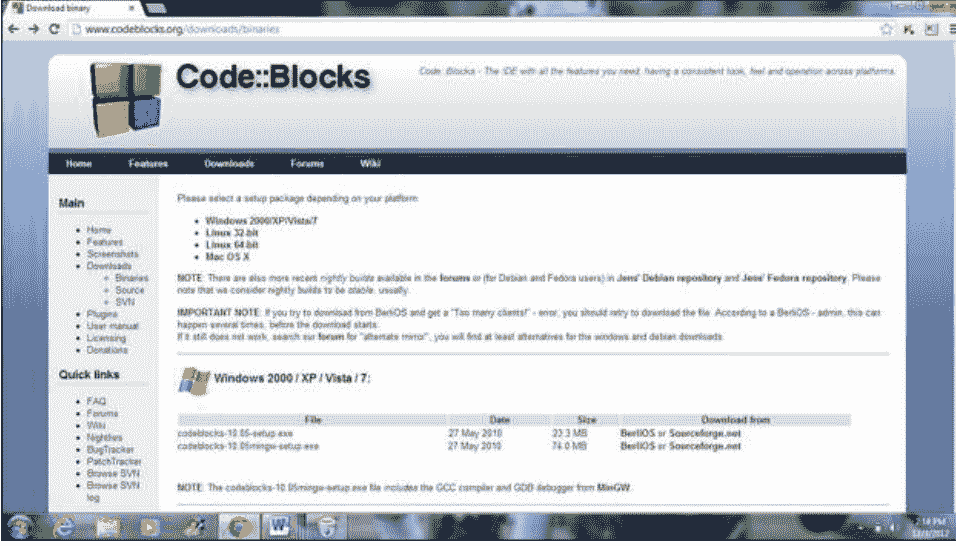 Download binary
www.codeblocks.org/downloads/binaries
Code::Blocks
Code::Blocks - The IDE with all the features you need, having a consistent look, feel and operation across platforms.
Home Features Downloads Forums Wiki
Main
Home
Features
Screenshots
Downloads
Binaries
Source
SVN
Plugins
User manual
Licensing
Donations
Quick links
FAQ
Forums
Wiki
Nightlies
BugTracker
PatchTracker
Browse SVN
Browse SVN
log
Please select a setup package depending on your platform:
Windows 2000/XP/Vista/7
Linux 32-bit
Linux 64-bit
Mac OS X
NOTE: There are also more recent nightly builds available in the forums or (for Debian and Fedora users) in Jens' Debian repository and Jens' Fedora repository. Please
note that we consider nightly builds to be stable, usually.
IMPORTANT NOTE: If you try to download from BerliOS and get a "Too many clients!" - error, you should retry to download the file. According to a BerliOS - admin, this can
happen several times, before the download starts.
If it still does not work, search our forum for "alternate mirror", you will find at least alternatives for the windows and debian downloads.
Windows 2000 / XP / Vista / 7:
File Date Size Download from
codeblocks-10.05-setup.exe 27 May 2010 23.3 MB BerliOS or Sourceforge.net
codeblocks-10.05mingw-setup.exe 27 May 2010 74.0 MB BerliOS or Sourceforge.net
NOTE: The codeblocks-10.05mingw-setup.exe file includes the GCC compiler and GDB debugger from MinGW.